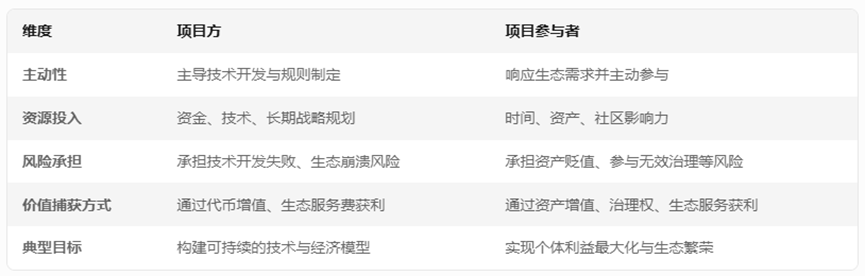 维度 项目方 项目参与者
主动性 主导技术开发与规则制定 响应生态需求并主动参与
资源投入 资金、技术、长期战略规划 时间、资产、社区影响力
风险承担 承担技术开发失败、生态崩溃风险 承担资产贬值、参与无效治理等风险
价值捕获方式 通过代币增值、生态服务费获利 通过资产增值、治理权、生态服务获利
典型目标 构建可持续的技术与经济模型 实现个体利益最大化与生态繁荣